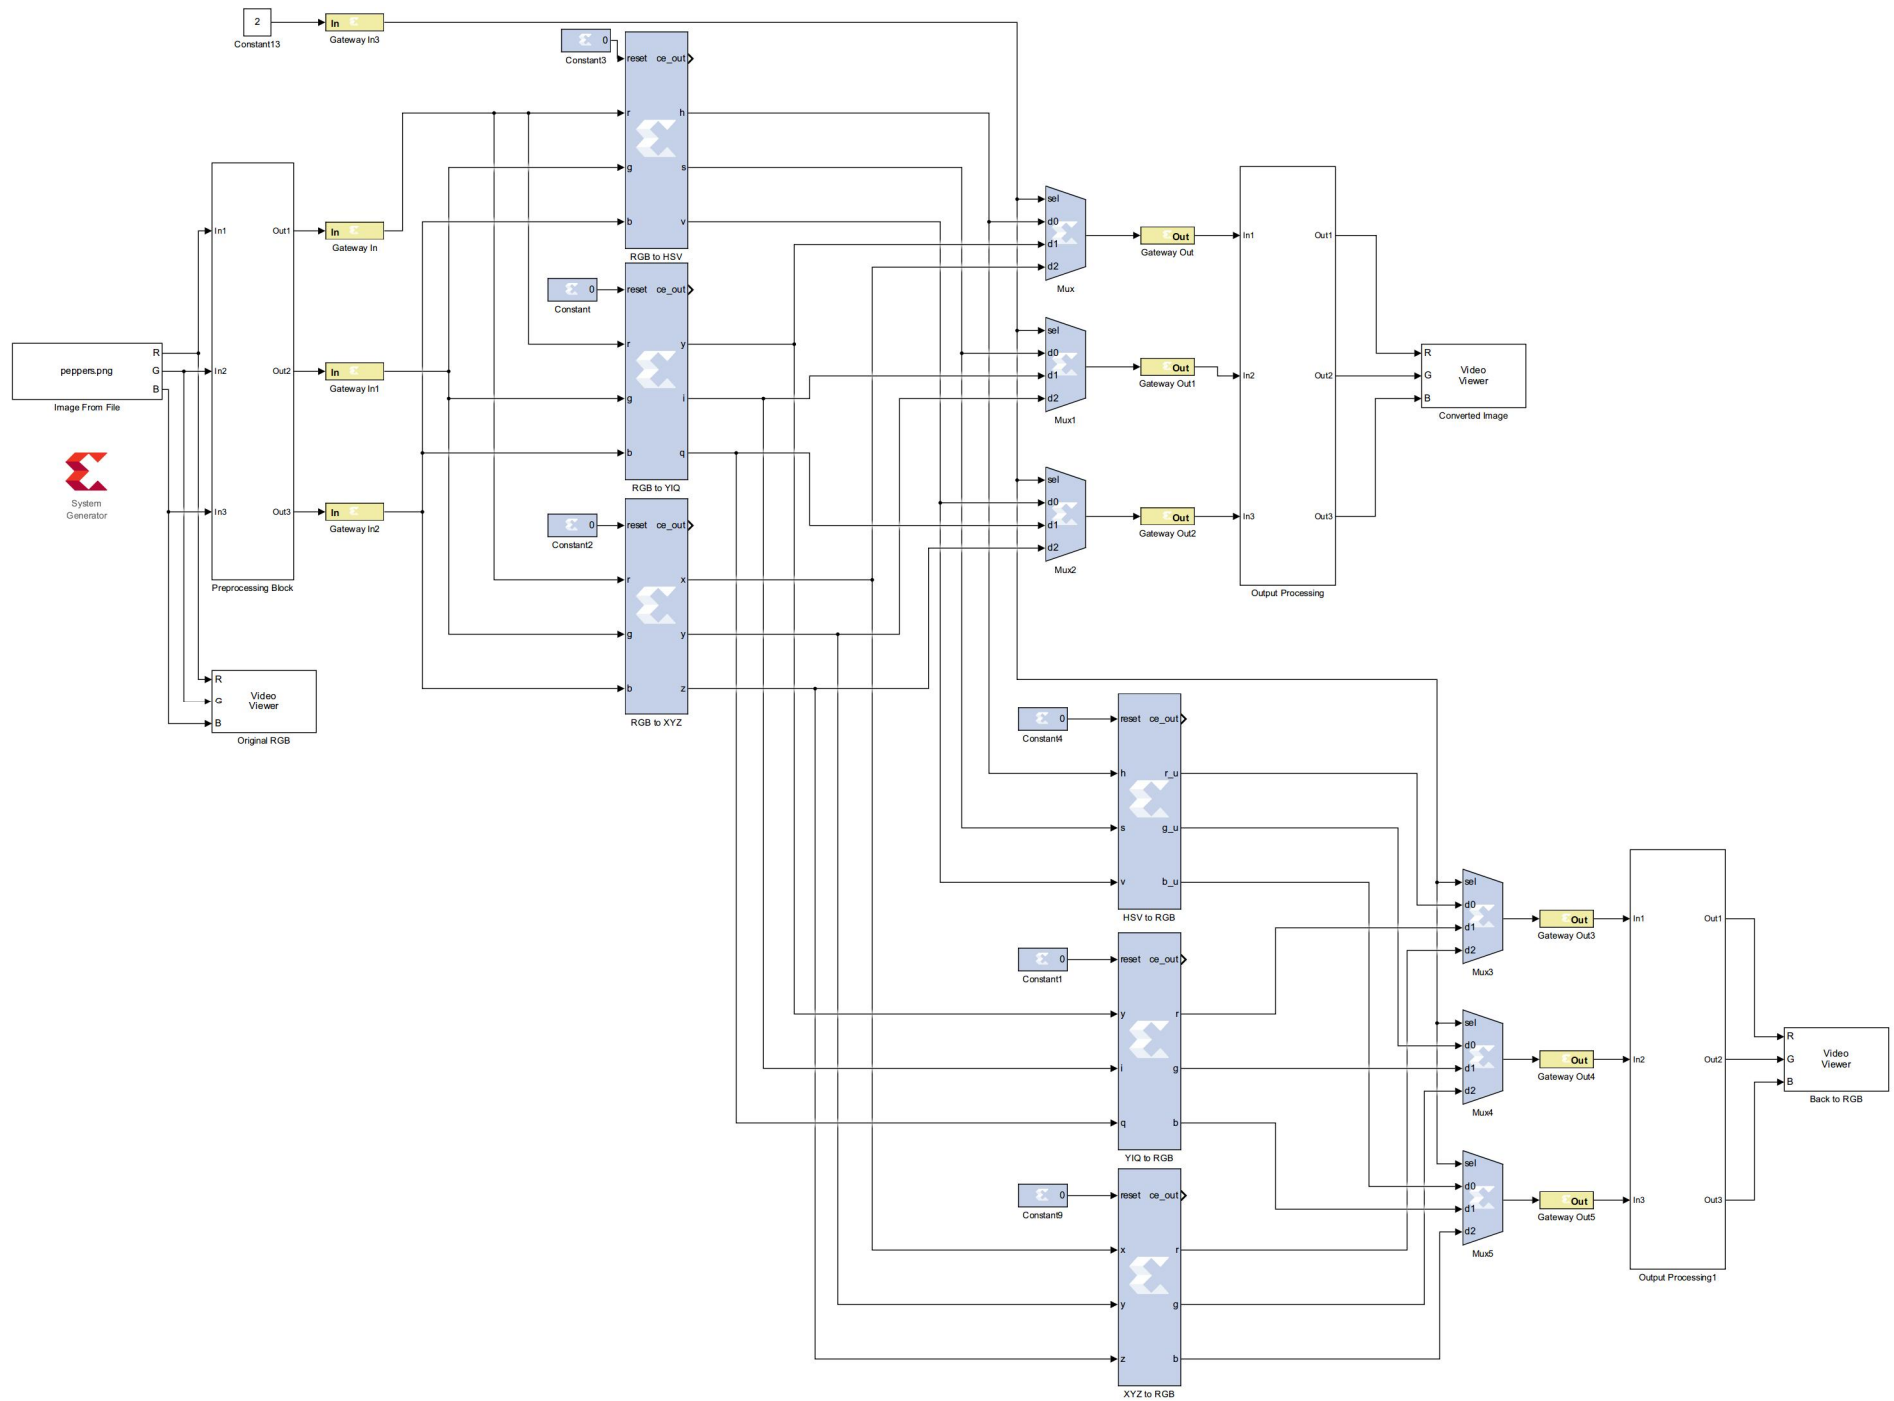 2
Constant13
In
Gateway In3
0
Constant3
reset ce_out
r h
g s
b v
RGB to HSV
In1 Out1
In2 Out2
In3 Out3
Preprocessing Block
In
Gateway In
In
Gateway In1
In
Gateway In2
peppers.png
R
G
B
Image From File
System
Generator
R
G
B
Video
Viewer
Original RGB
0
Constant
reset ce_out
r y
g i
b q
RGB to YIQ
0
Constant2
reset ce_out
r x
g y
b z
RGB to XYZ
sel
d0
d1
d2
Mux
sel
d0
d1
d2
Mux1
sel
d0
d1
d2
Mux2
Out
Gateway Out
Out
Gateway Out1
Out
Gateway Out2
In1 Out1
In2 Out2
In3 Out3
Output Processing
R
G
B
Video
Viewer
Converted Image
0
Constant4
reset ce_out
h r_u
s g_u
v b_u
HSV to RGB
0
Constant1
reset ce_out
y r
i g
q b
YIQ to RGB
0
Constant9
reset ce_out
x r
y g
z b
XYZ to RGB
sel
d0
d1
d2
Mux3
sel
d0
d1
d2
Mux4
sel
d0
d1
d2
Mux5
Out
Gateway Out3
Out
Gateway Out4
Out
Gateway Out5
In1 Out1
In2 Out2
In3 Out3
Output Processing1
R
G
B
Video
Viewer
Back to RGB